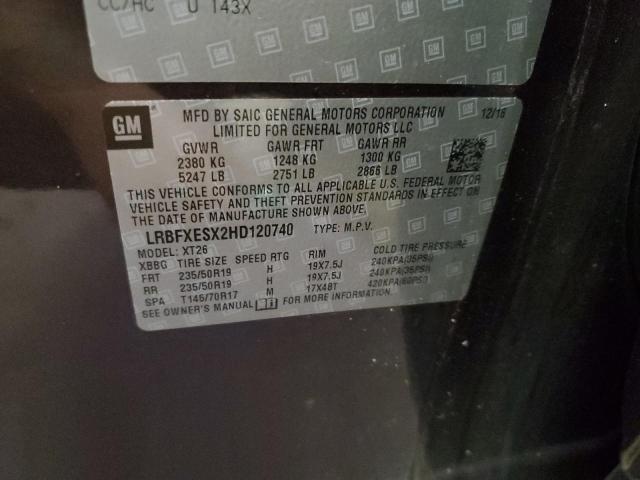 CC/HC U 143X
GM
MFD BY SAIC GENERAL MOTORS CORPORATION 12/16
LIMITED FOR GENERAL MOTORS LLC
GVWR GAWR FRT GAWR RR
2380 KG 1248 KG 1300 KG
5247 LB 2751 LB 2866 LB
THIS VEHICLE CONFORMS TO ALL APPLICABLE U.S. FEDERAL MOTOR
VEHICLE SAFETY AND THEFT PREVENTION STANDARDS IN EFFECT ON
THE DATE OF MANUFACTURE SHOWN ABOVE.
LRBFXESX2HD120740 TYPE: M.P.V.
MODEL: XT26
XBBG TIRE SIZE SPEED RTG RIM COLD TIRE PRESSURE
FRT 235/50R19 H 19X7.5J 240KPA(35PSI)
RR 235/50R19 H 19X7.5J 240KPA(35PSI)
SPA T145/70R17 M 17X48T 420KPA(60PSI)
SEE OWNER'S MANUAL FOR MORE INFORMATION.